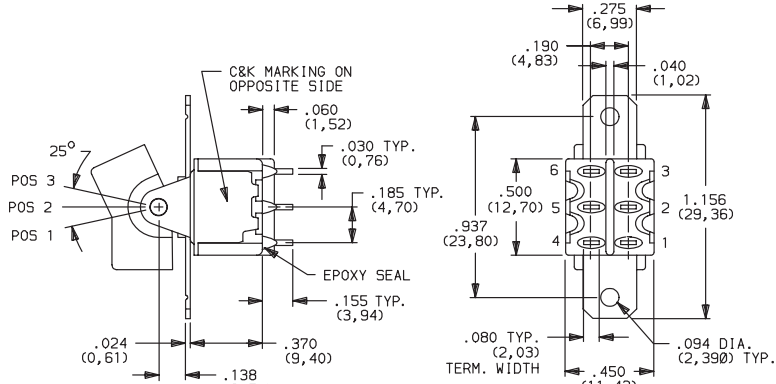 .275
(6,99)
.190
(4,83)
.040
(1,02)
C&K MARKING ON
OPPOSITE SIDE
.060
(1,52)
.030 TYP.
(0,76)
25°
POS 3
POS 2
POS 1
.185 TYP.
(4,70)
EPOXY SEAL
.155 TYP.
(3,94)
.024
(0,61)
.370
(9,40)
.138
6
3
5
2
4
1
.500
(12,70)
.937
(23,80)
1.156
(29,36)
.080 TYP.
(2,03)
TERM. WIDTH
.094 DIA.
(2,390) TYP.
.450